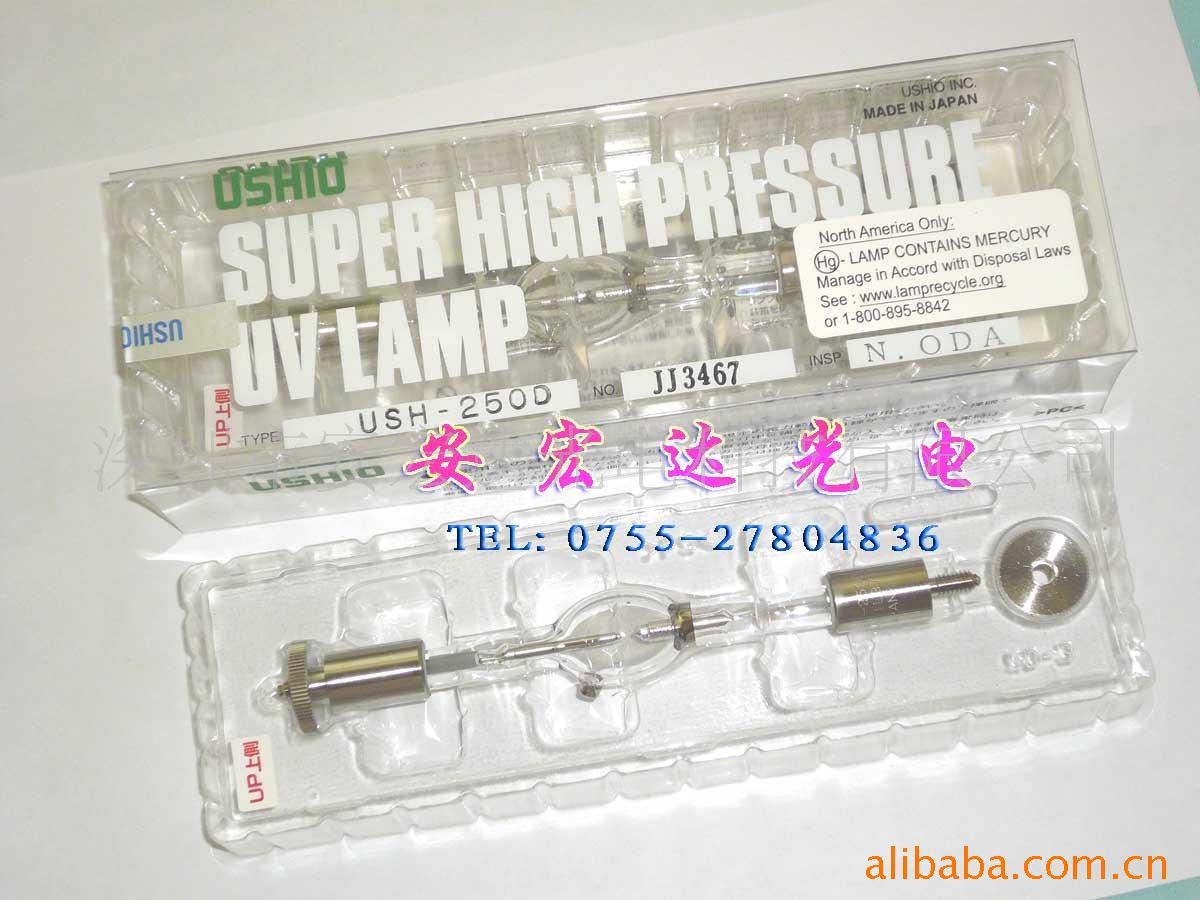 USHIO INC.
MADE IN JAPAN
USHIO
SUPER HIGH PRESSURE
UV LAMP
North America Only:
Hg - LAMP CONTAINS MERCURY
Manage in Accord with Disposal Laws
See : www.lamprecycle.org
or 1-800-895-8842
USHIO
UP上側
TYPE USH-250D NO. JJ3467 INSP N. ODA
>PC<
USHIO
安宏达光电
TEL: 0755-27804836
SD-3
UP上側
alibaba.com.cn